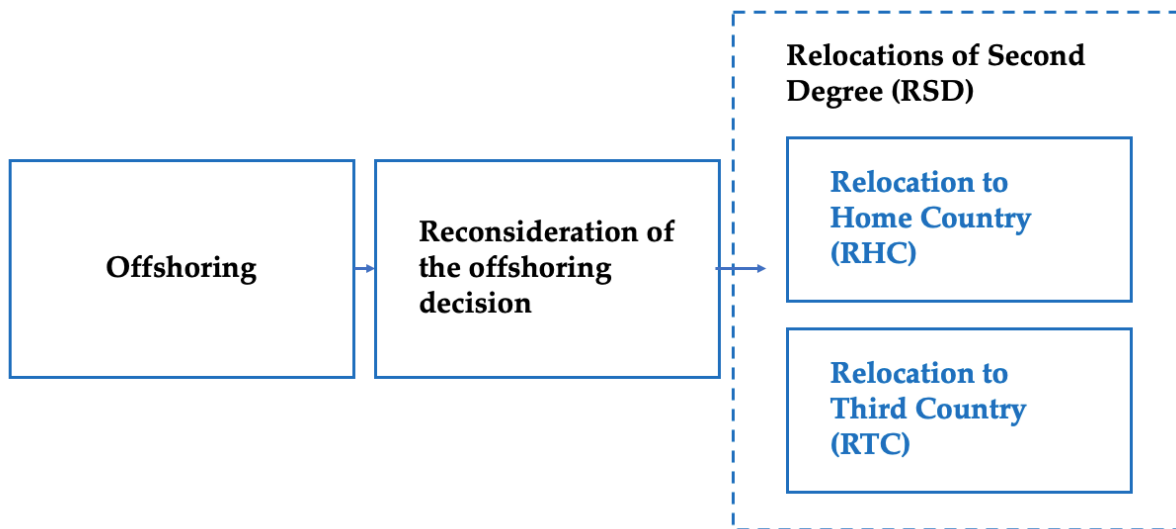 Offshoring
Reconsideration of
the offshoring
decision
Relocations of Second
Degree (RSD)
Relocation to
Home Country
(RHC)
Relocation to
Third Country
(RTC)